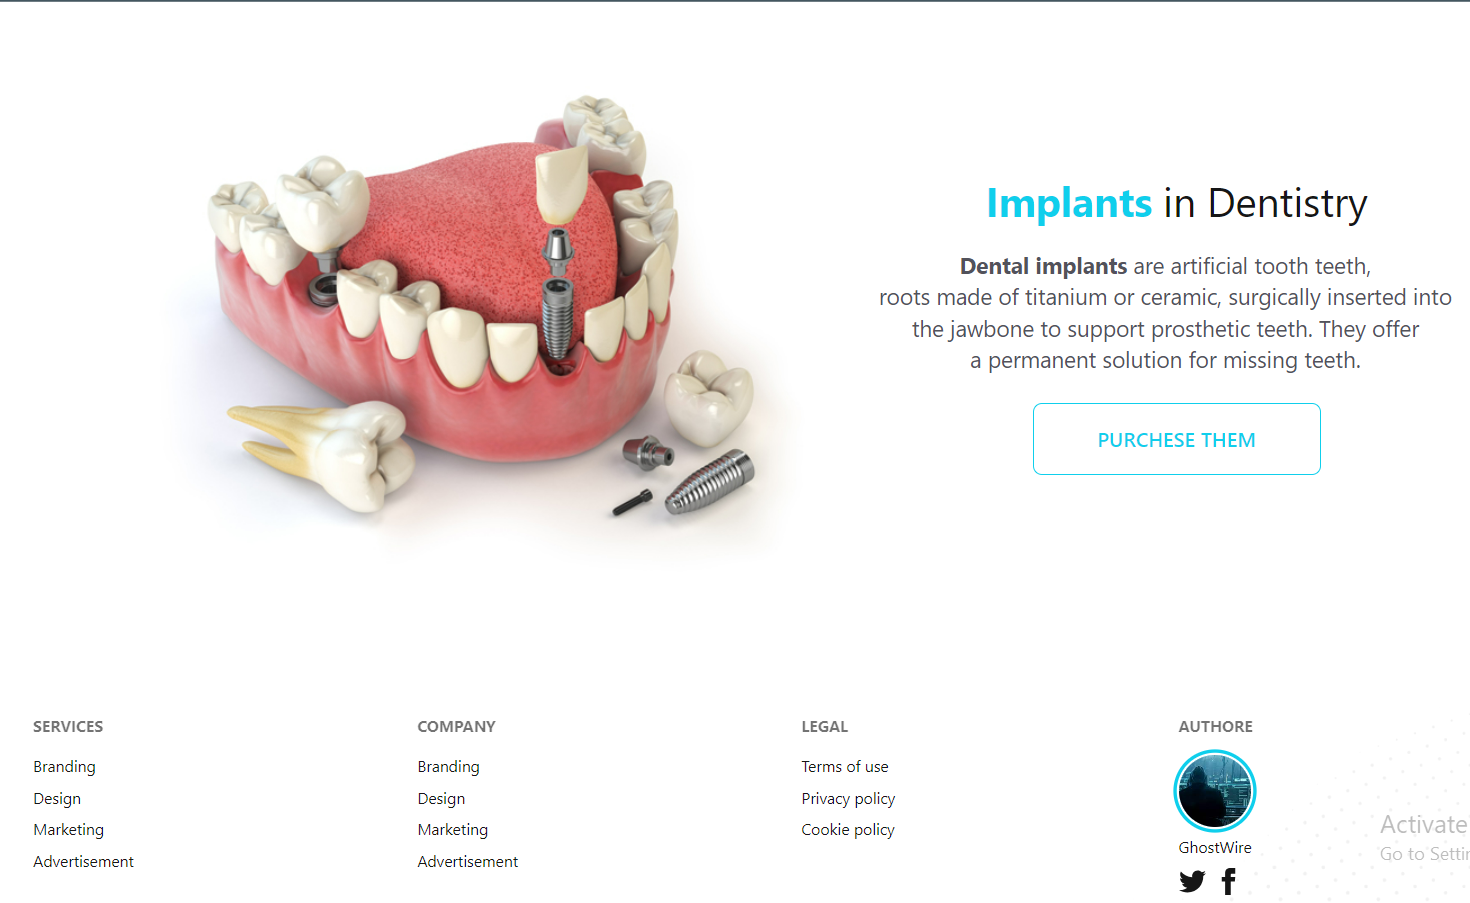 Implants in Dentistry
Dental implants are artificial tooth teeth,
roots made of titanium or ceramic, surgically inserted into
the jawbone to support prosthetic teeth. They offer
a permanent solution for missing teeth.
PURCHESE THEM
SERVICES
Branding
Design
Marketing
Advertisement
COMPANY
Branding
Design
Marketing
Advertisement
LEGAL
Terms of use
Privacy policy
Cookie policy
AUTHORE
GhostWire
Activate
Go to Settin